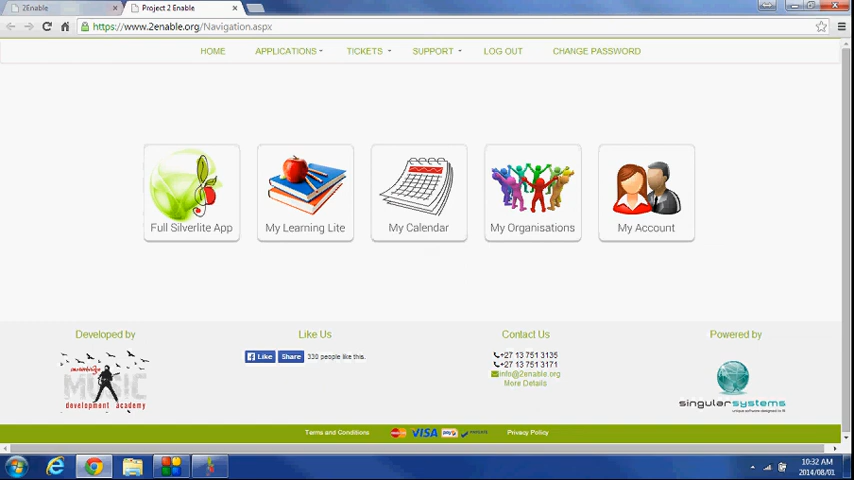 2Enable
Project 2 Enable
https://www.2enable.org/Navigation.aspx
HOME APPLICATIONS TICKETS SUPPORT LOG OUT CHANGE PASSWORD
Full Silverlite App
My Learning Lite
My Calendar
My Organisations
My Account
Developed by
MUSIC
development academy
Like Us
Like Share 330 people like this.
Contact Us
+27 13 751 3135
+27 13 751 3171
info@2enable.org
More Details
Powered by
singularsystems
Terms and Conditions VISA Privacy Policy
10:32 AM
2014/08/01